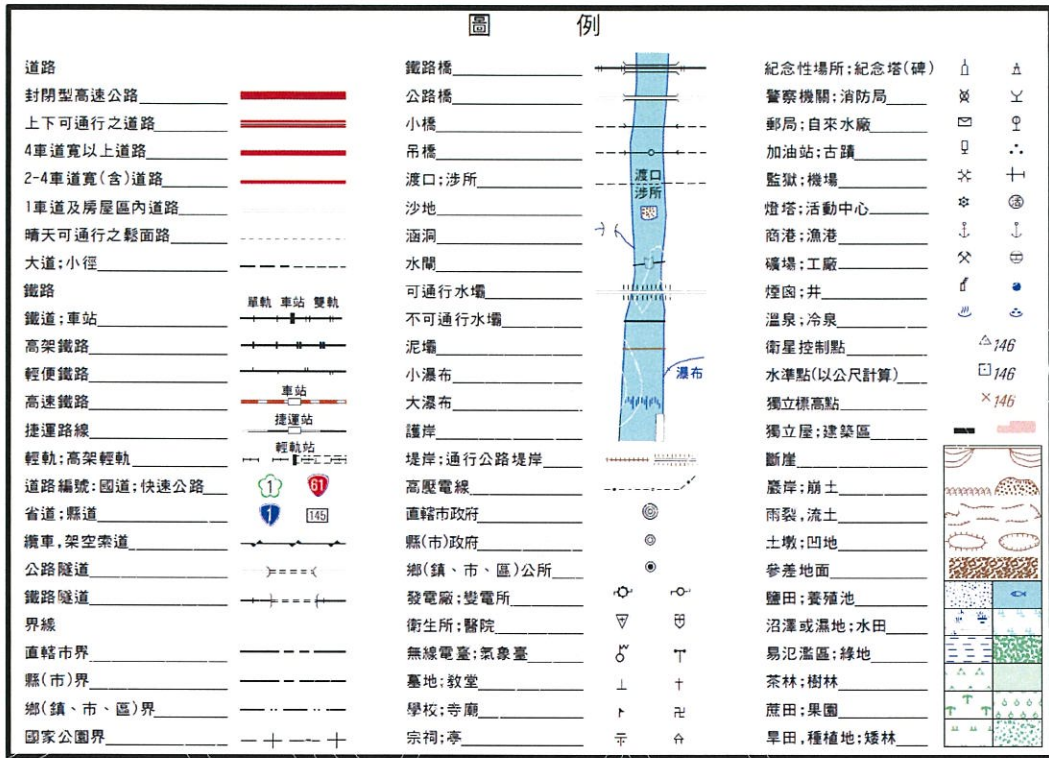 圖 例
道路
封閉型高速公路
上下可通行之道路
4車道寬以上道路
2-4車道寬(含)道路
1車道及房屋區內道路
晴天可通行之鬆面路
大道;小徑
鐵路
單軌 車站 雙軌
鐵道;車站
高架鐵路
輕便鐵路
車站
高速鐵路
捷運站
捷運路線
輕軌站
輕軌;高架輕軌
道路編號:國道;快速公路 1 61
省道;縣道 1 145
纜車,架空索道
公路隧道
鐵路隧道
界線
直轄市界
縣(市)界
鄉(鎮、市、區)界
國家公園界
鐵路橋
公路橋
小橋
吊橋
渡口;涉所 渡口
涉所
沙地
涵洞
水閘
可通行水壩
不可通行水壩
泥壩
小瀑布 瀑布
大瀑布
護岸
堤岸;通行公路堤岸
高壓電線
直轄市政府
縣(市)政府
鄉(鎮、市、區)公所
發電廠;變電所
衛生所;醫院
無線電臺;氣象臺
墓地;教堂
學校;寺廟
宗祠;亭
紀念性場所;紀念塔(碑)
警察機關;消防局
郵局;自來水廠
加油站;古蹟
監獄;機場
燈塔;活動中心 活
商港;漁港
礦場;工廠
煙囪;井
溫泉;冷泉
衛星控制點 146
水準點(以公尺計算) 146
獨立標高點 146
獨立屋;建築區
斷崖
巖岸;崩土
雨裂,流土
土墩;凹地
參差地面
鹽田;養殖池
沼澤或濕地;水田
易氾濫區;綠地
茶林;樹林
蔗田;果園
旱田,種植地;矮林